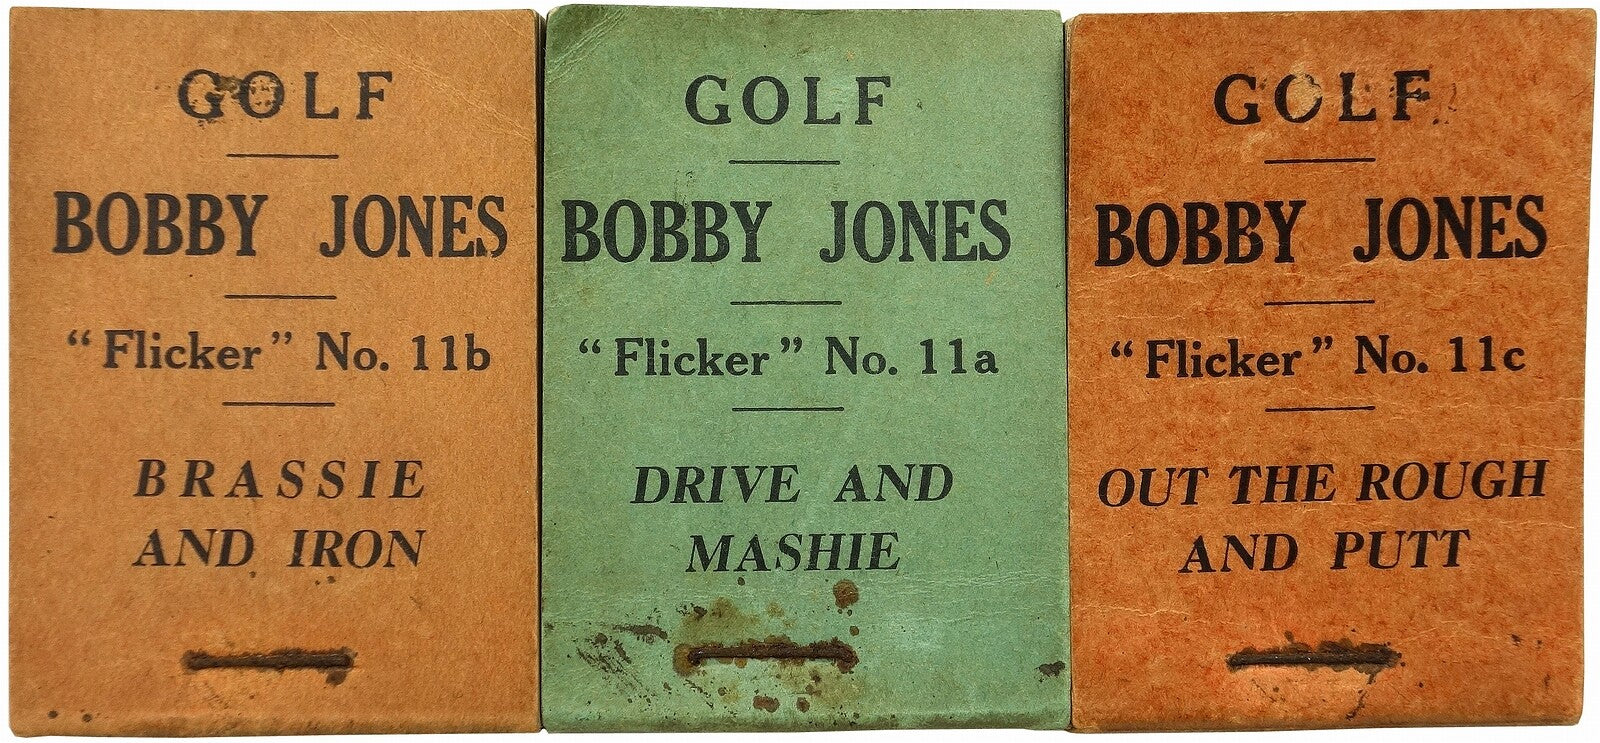 GOLF
BOBBY JONES
“Flicker” No. 11b
BRASSIE
AND IRON
GOLF
BOBBY JONES
“Flicker” No. 11a
DRIVE AND
MASHIE
GOLF
BOBBY JONES
“Flicker” No. 11c
OUT THE ROUGH
AND PUTT